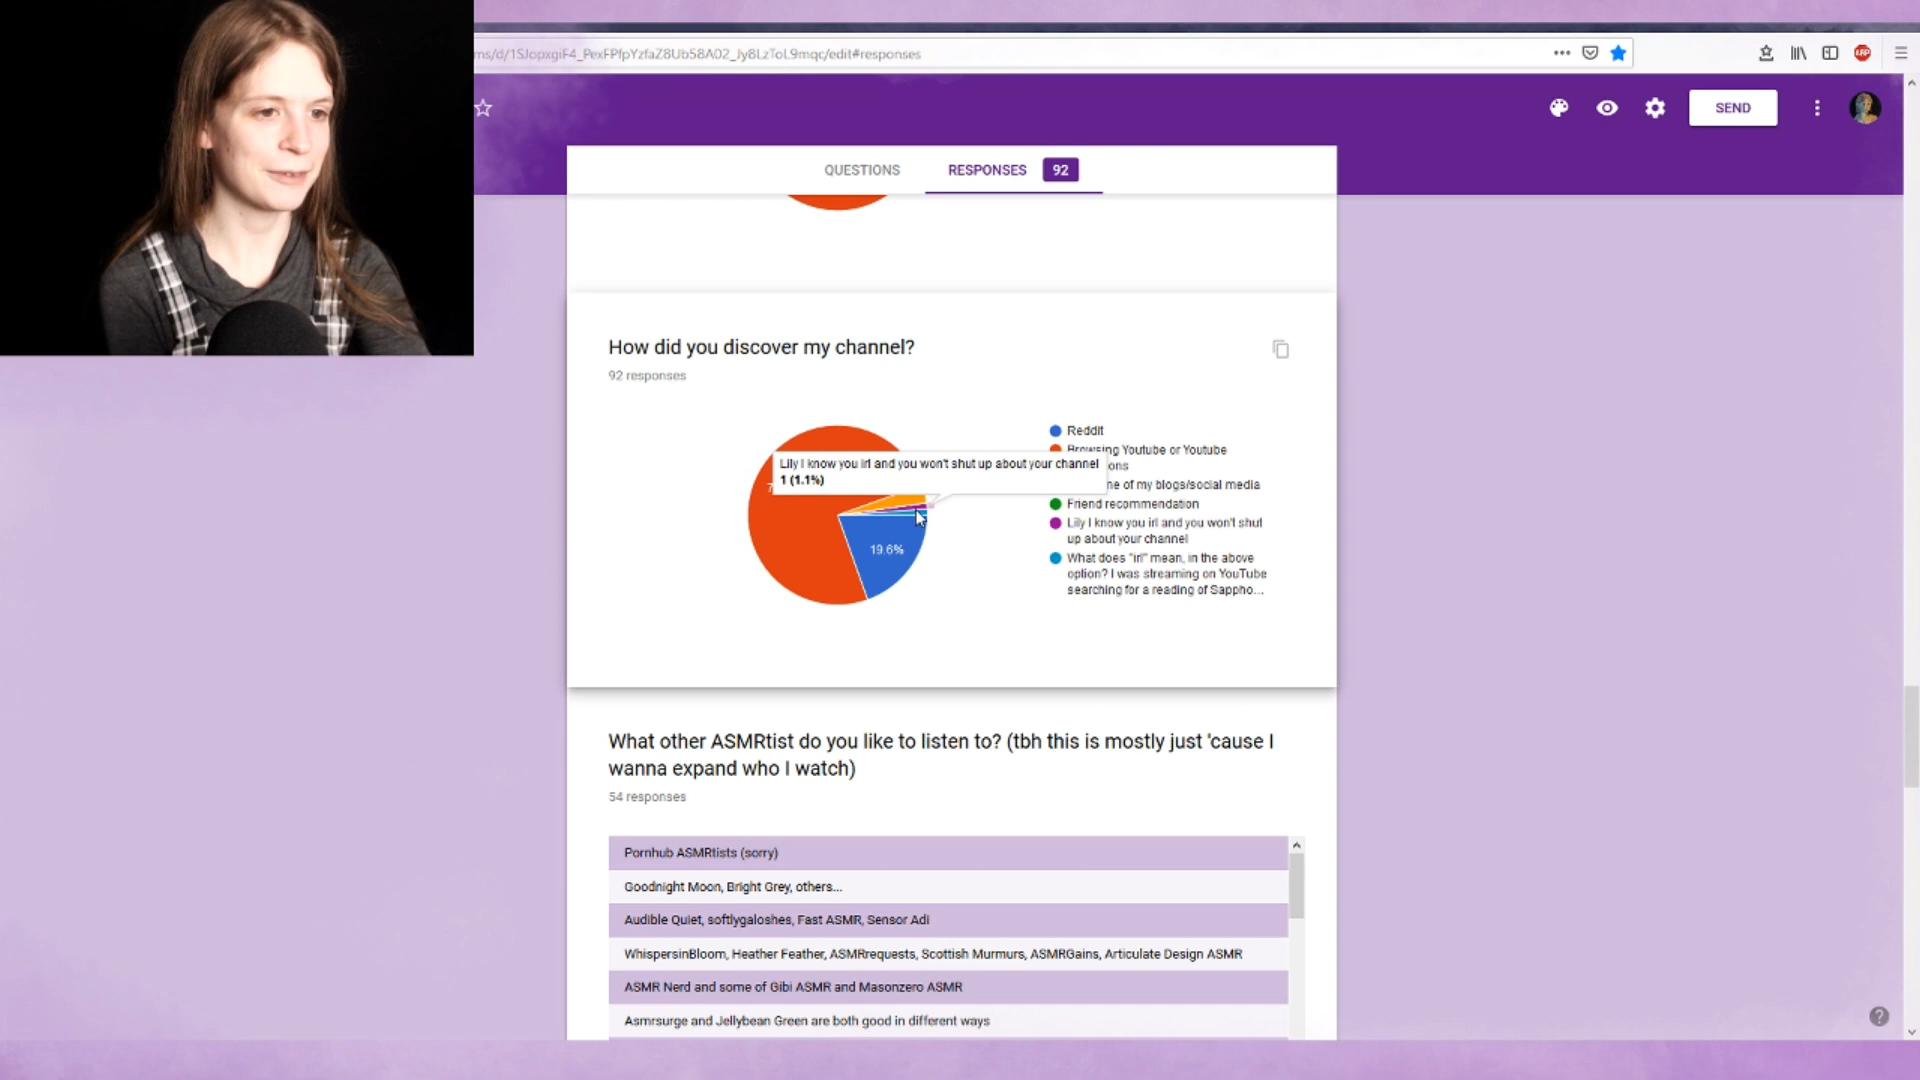 ms/d/1SJopxgiF4_PexFPfpYzfaZ8Ub58A02_Jy8LzToL9mqc/edit#responses
SEND
QUESTIONS
RESPONSES 92
How did you discover my channel?
92 responses
Reddit
Browsing Youtube or Youtube
ons
Lily I know you irl and you won't shut up about your channel
1 (1.1%)
7
ne of my blogs/social media
Friend recommendation
Lily I know you irl and you won't shut
up about your channel
19.6%
What does "irl" mean, in the above
option? I was streaming on YouTube
searching for a reading of Sappho...
What other ASMRtist do you like to listen to? (tbh this is mostly just 'cause I
wanna expand who I watch)
54 responses
Pornhub ASMRtists (sorry)
Goodnight Moon, Bright Grey, others...
Audible Quiet, softlygaloshes, Fast ASMR, Sensor Adi
WhispersinBloom, Heather Feather, ASMRrequests, Scottish Murmurs, ASMRGains, Articulate Design ASMR
ASMR Nerd and some of Gibi ASMR and Masonzero ASMR
Asmrsurge and Jellybean Green are both good in different ways